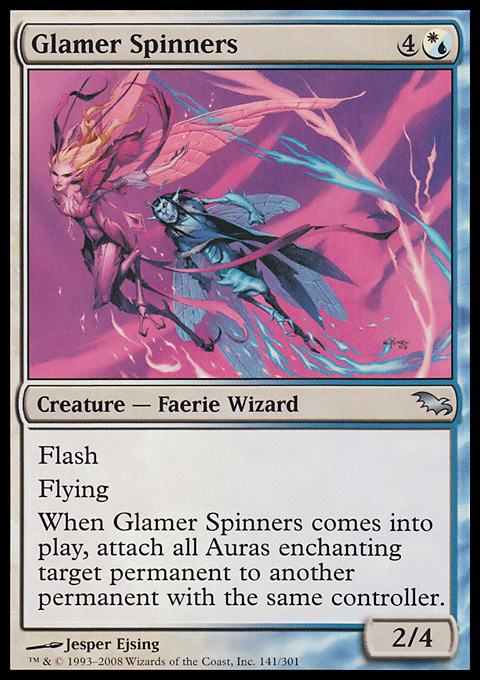 Glamer Spinners 4
Creature — Faerie Wizard
Flash
Flying
When Glamer Spinners comes into
play, attach all Auras enchanting
target permanent to another
permanent with the same controller.
Jesper Ejsing
2/4
™ & © 1993–2008 Wizards of the Coast, Inc. 141/301